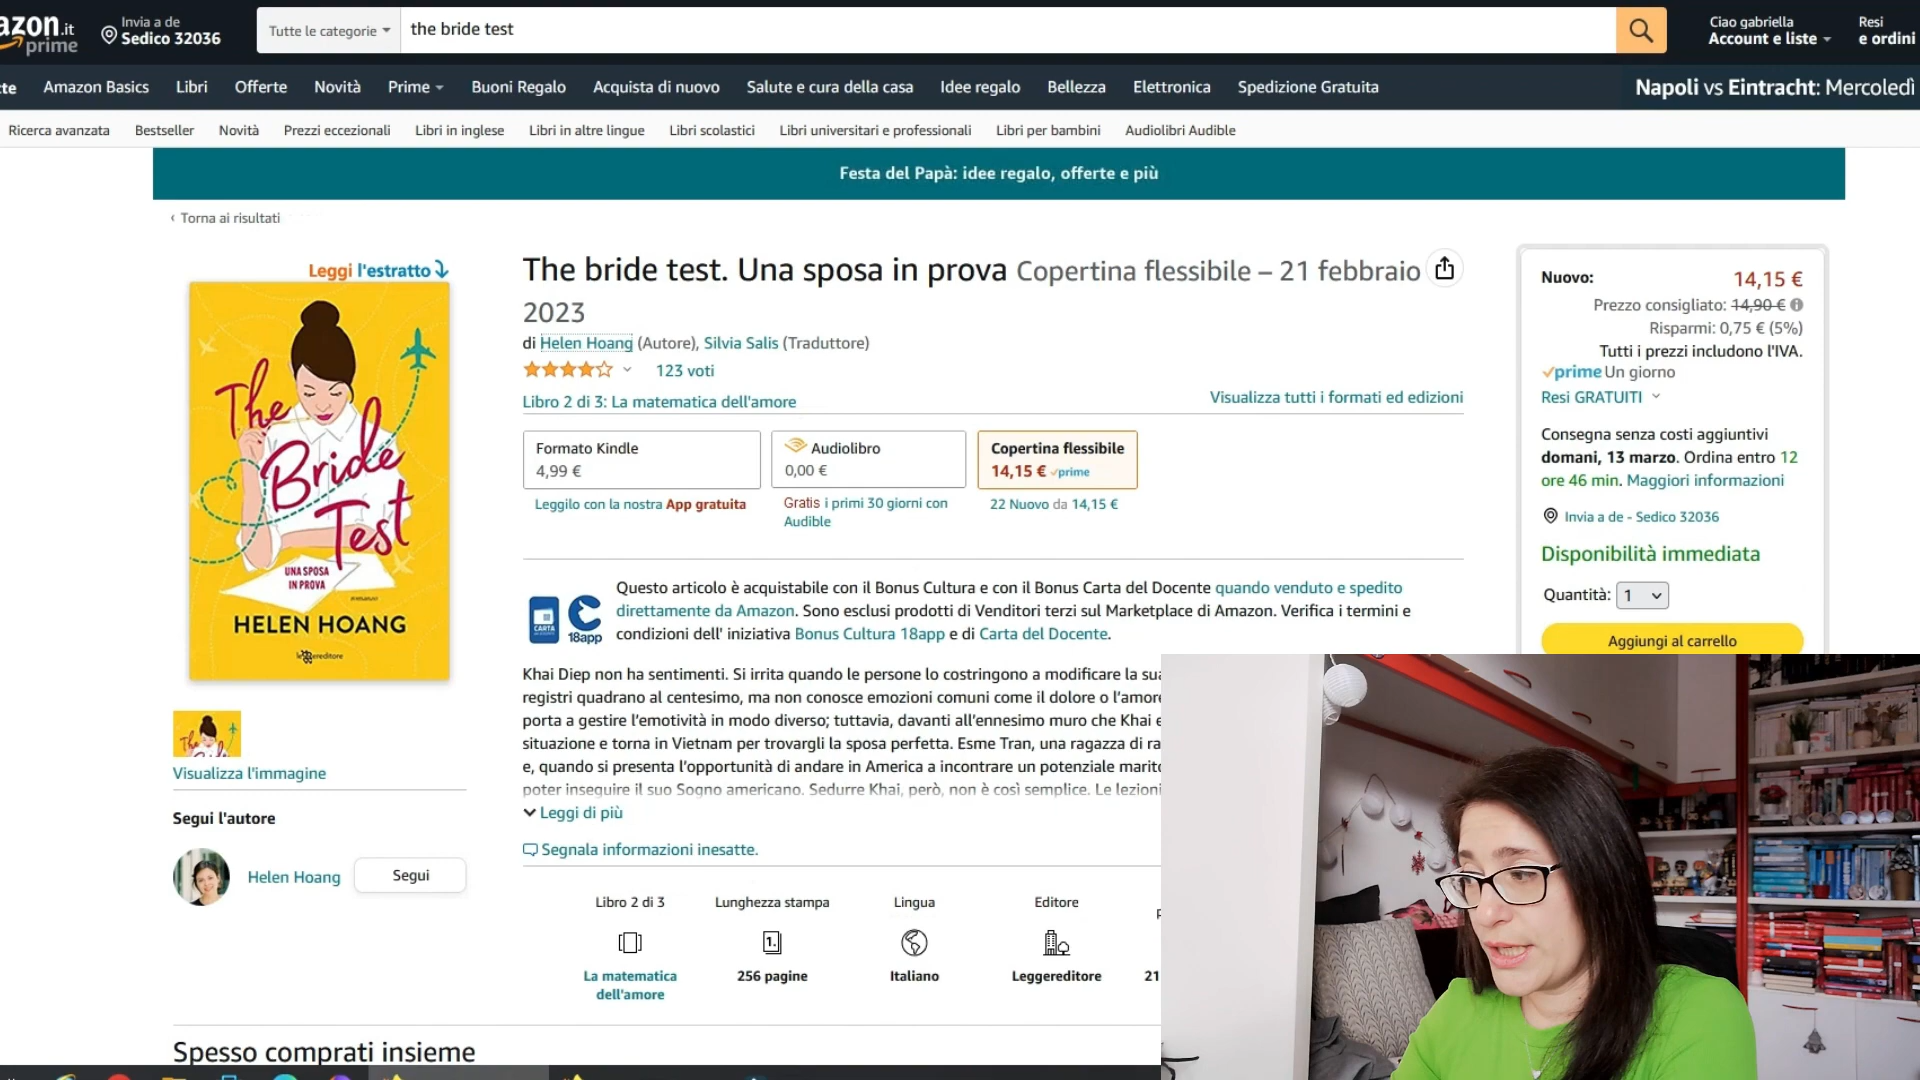 azon.it
prime
Invia a de
Sedico 32036
Tutte le categorie
the bride test
Ciao gabriella
Account e liste
Resi
e ordini
Amazon Basics
Libri
Offerte
Novità
Prime
Buoni Regalo
Acquista di nuovo
Salute e cura della casa
Idee regalo
Bellezza
Elettronica
Spedizione Gratuita
Napoli vs Eintracht: Mercoledì
Ricerca avanzata
Bestseller
Novità
Prezzi eccezionali
Libri in inglese
Libri in altre lingue
Libri scolastici
Libri universitari e professionali
Libri per bambini
Audiolibri Audible
Festa del Papà: idee regalo, offerte e più
‹ Torna ai risultati
Leggi l'estratto
The
Bride
Test
UNA SPOSA
IN PROVA
romanzo
HELEN HOANG
leggereditore
Visualizza l'immagine
Segui l'autore
Helen Hoang
Segui
The bride test. Una sposa in prova Copertina flessibile – 21 febbraio
2023
di Helen Hoang (Autore), Silvia Salis (Traduttore)
123 voti
Libro 2 di 3: La matematica dell'amore
Visualizza tutti i formati ed edizioni
Formato Kindle
4,99 €
Leggilo con la nostra App gratuita
Audiolibro
0,00 €
Gratis i primi 30 giorni con
Audible
Copertina flessibile
14,15 € prime
22 Nuovo da 14,15 €
CARTA
18app
Questo articolo è acquistabile con il Bonus Cultura e con il Bonus Carta del Docente quando venduto e spedito
direttamente da Amazon. Sono esclusi prodotti di Venditori terzi sul Marketplace di Amazon. Verifica i termini e
condizioni dell' iniziativa Bonus Cultura 18app e di Carta del Docente.
Khai Diep non ha sentimenti. Si irrita quando le persone lo costringono a modificare la sua
registri quadrano al centesimo, ma non conosce emozioni comuni come il dolore o l'amore
porta a gestire l'emotività in modo diverso; tuttavia, davanti all'ennesimo muro che Khai e
situazione e torna in Vietnam per trovargli la sposa perfetta. Esme Tran, una ragazza di ra
e, quando si presenta l'opportunità di andare in America a incontrare un potenziale marito
poter inseguire il suo Sogno americano. Sedurre Khai, però, non è così semplice. Le lezioni
Leggi di più
Segnala informazioni inesatte.
Libro 2 di 3
La matematica
dell'amore
Lunghezza stampa
1.
256 pagine
Lingua
Italiano
Editore
Leggereditore
21
Spesso comprati insieme
Nuovo: 14,15 €
Prezzo consigliato: 14,90 €
Risparmi: 0,75 € (5%)
Tutti i prezzi includono l'IVA.
prime Un giorno
Resi GRATUITI
Consegna senza costi aggiuntivi
domani, 13 marzo. Ordina entro 12
ore 46 min. Maggiori informazioni
Invia a de - Sedico 32036
Disponibilità immediata
Quantità: 1
Aggiungi al carrello